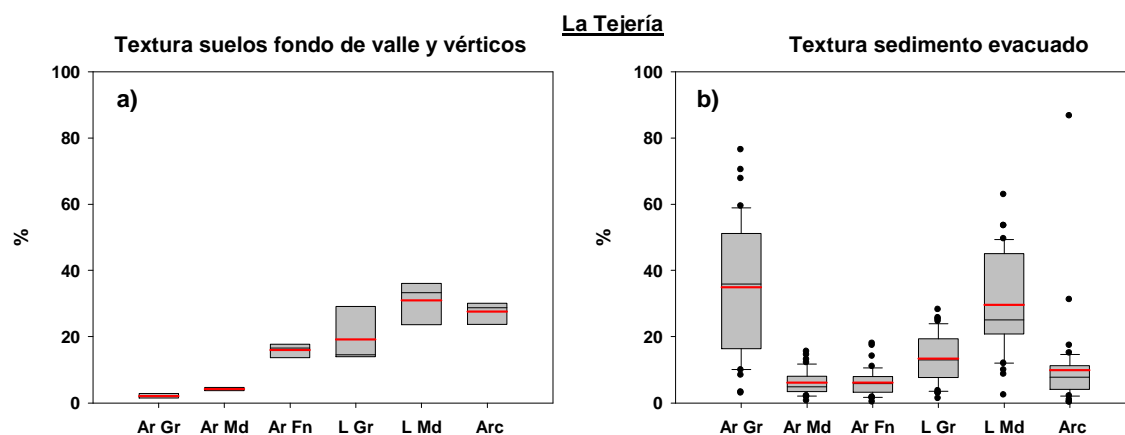 La Tejería
Textura suelos fondo de valle y vérticos
Textura sedimento evacuado
a)
%
100
80
60
40
20
0
Ar Gr Ar Md Ar Fn L Gr L Md Arc
b)
%
100
80
60
40
20
0
Ar Gr Ar Md Ar Fn L Gr L Md Arc